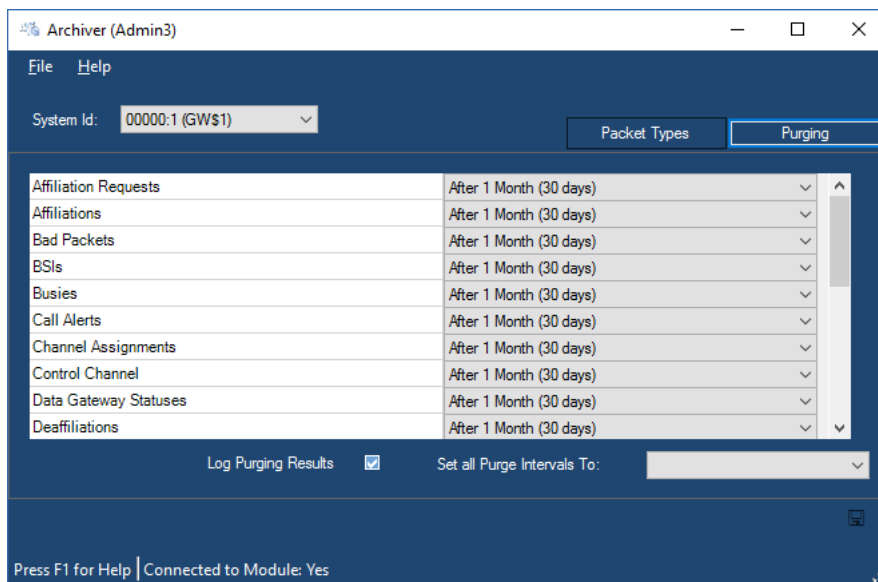 Archiver (Admin3)
File Help
System Id: 00000:1 (GW$1)
Packet Types Purging
Affiliation Requests After 1 Month (30 days)
Affiliations After 1 Month (30 days)
Bad Packets After 1 Month (30 days)
BSIs After 1 Month (30 days)
Busies After 1 Month (30 days)
Call Alerts After 1 Month (30 days)
Channel Assignments After 1 Month (30 days)
Control Channel After 1 Month (30 days)
Data Gateway Statuses After 1 Month (30 days)
Deaffiliations After 1 Month (30 days)
Log Purging Results Set all Purge Intervals To:
Press F1 for Help Connected to Module: Yes